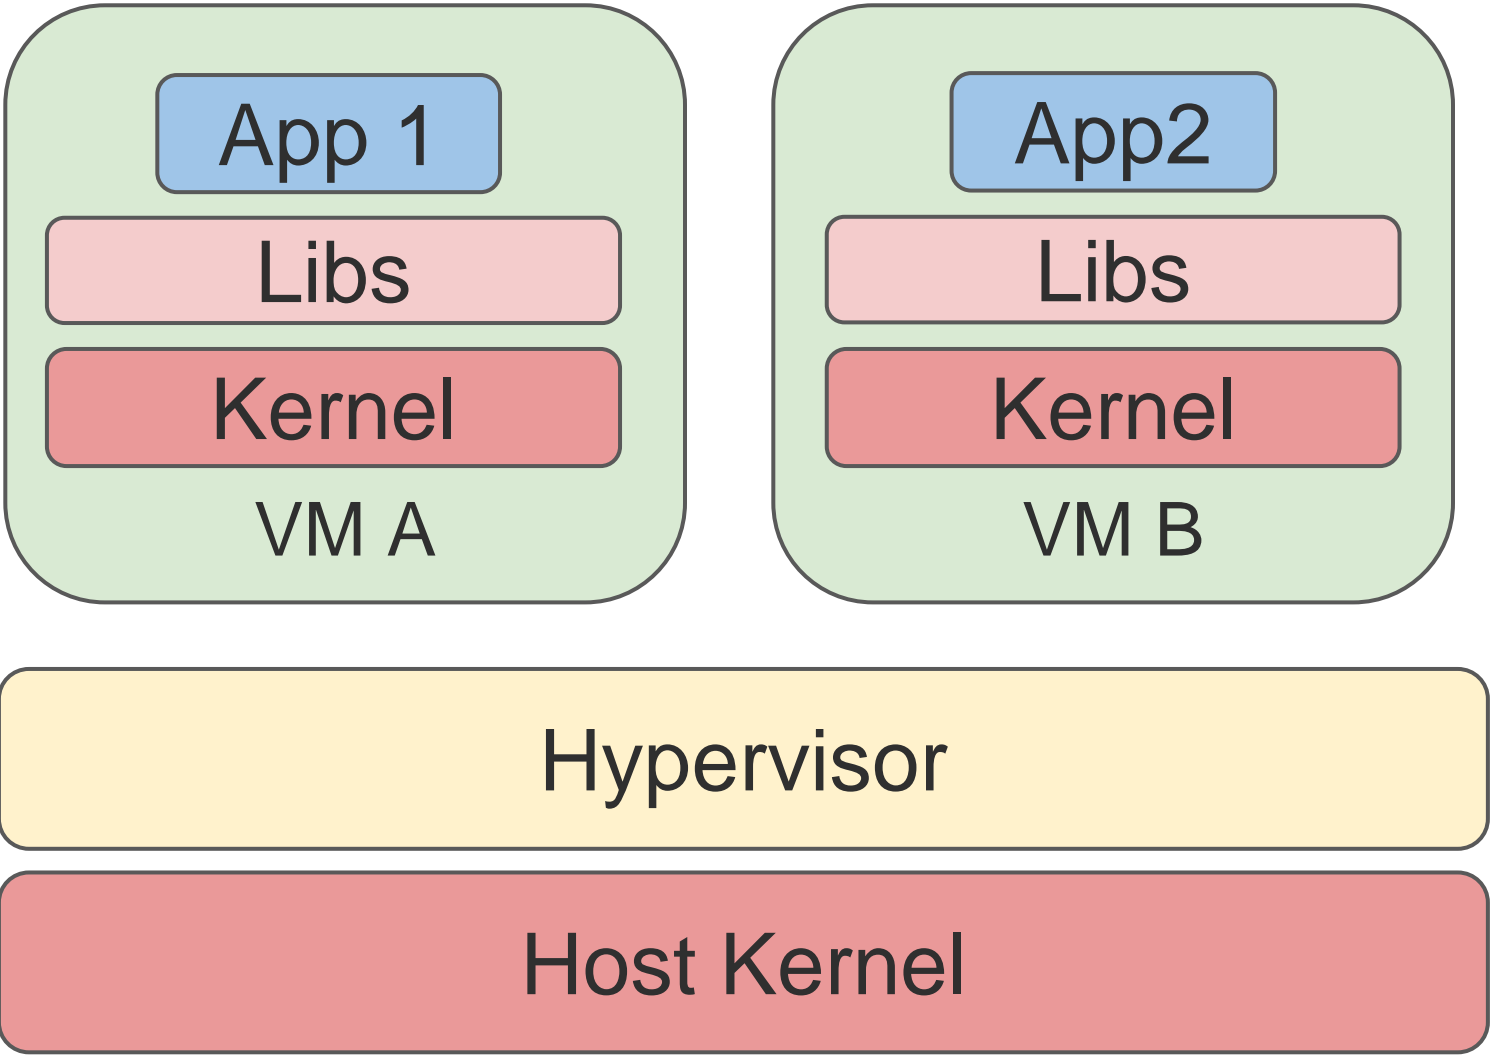 App 1
Libs
Kernel
VM A
App2
Libs
Kernel
VM B
Hypervisor
Host Kernel